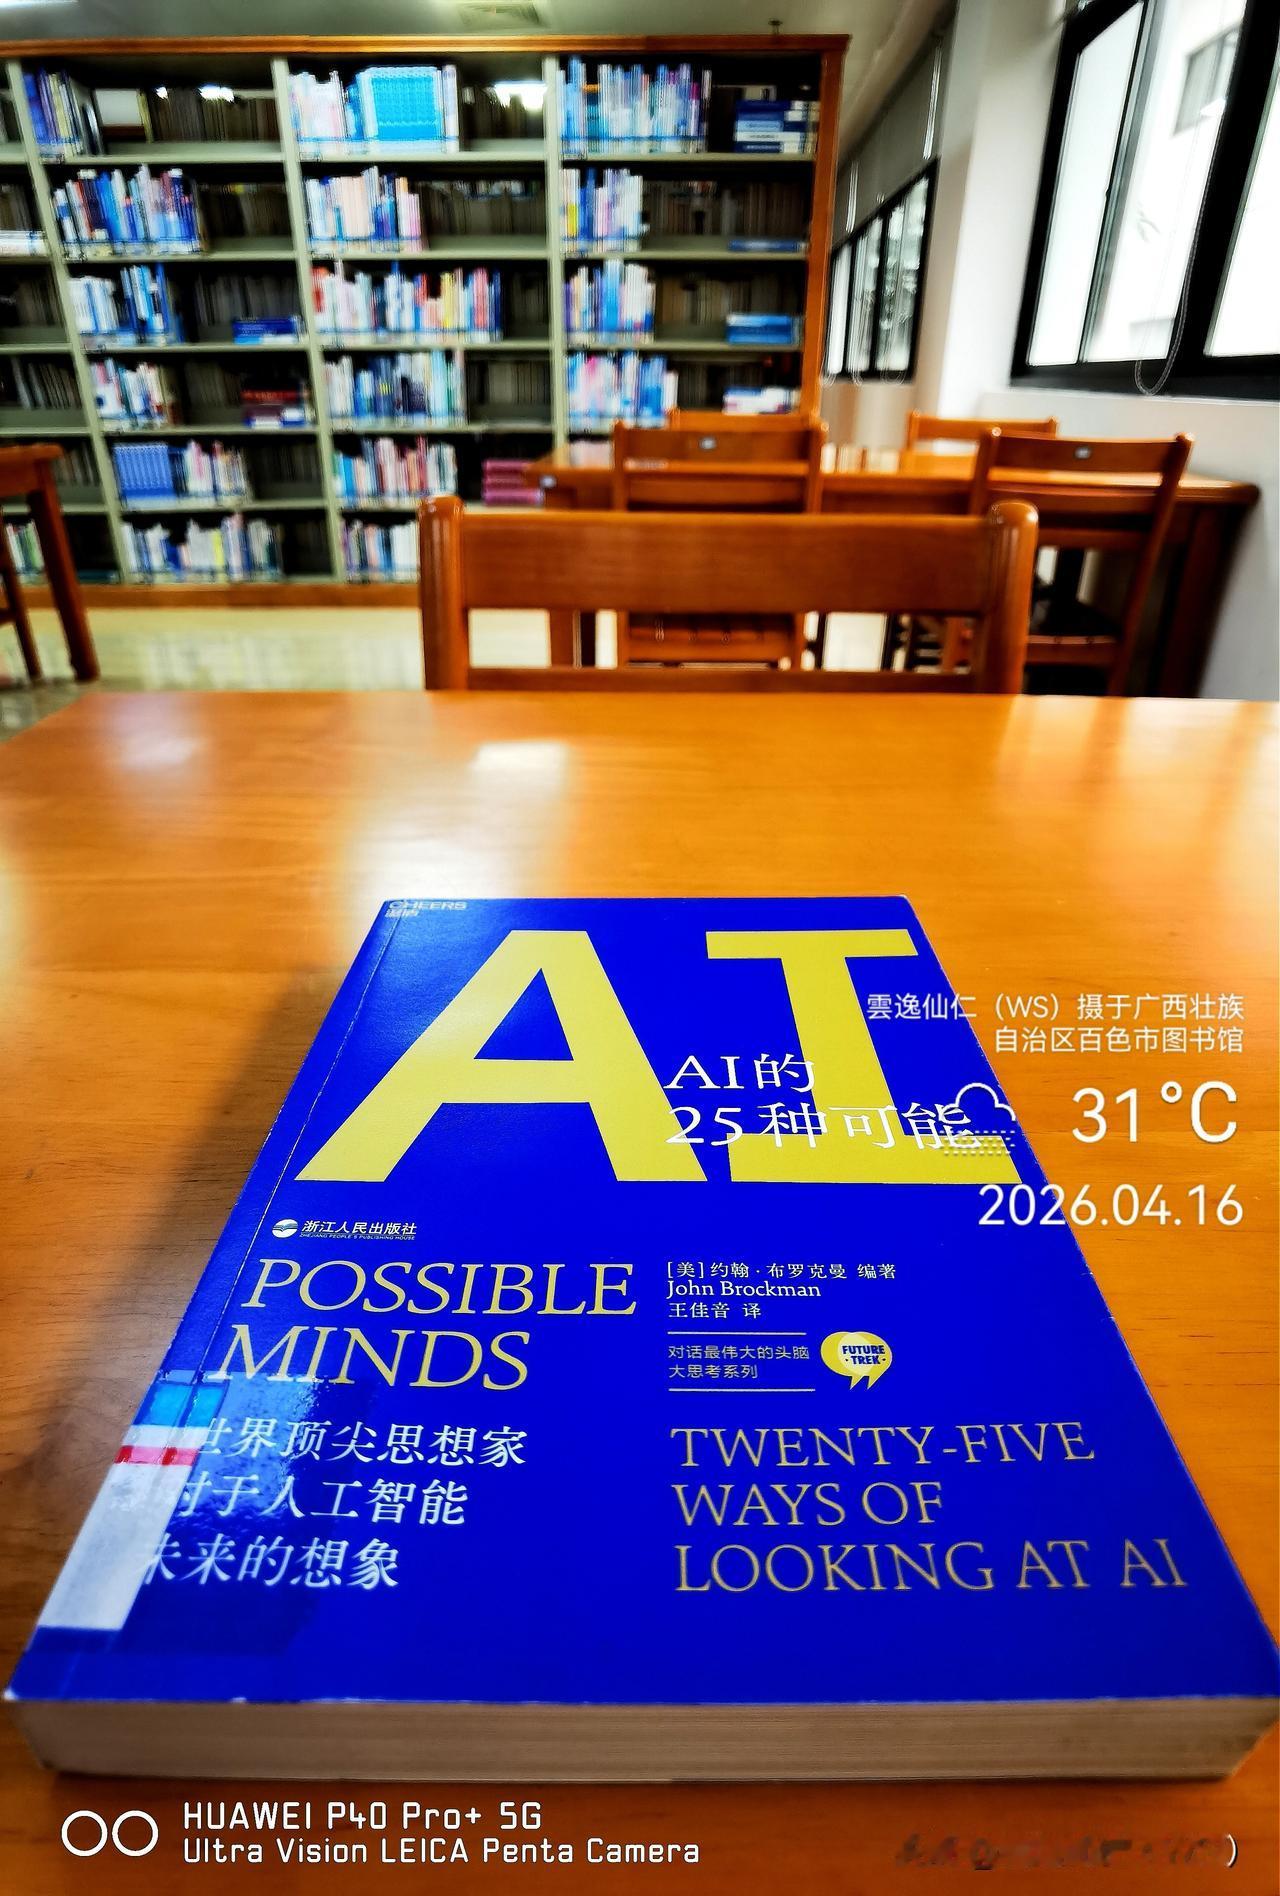 CHEERS
湛庐
AI
AI的
25种可能
雲逸仙仁（WS）摄于广西壮族
自治区百色市图书馆
31°C
2026.04.16
浙江人民出版社
ZHEJIANG PEOPLE'S PUBLISHING HOUSE
POSSIBLE
MINDS
[美]约翰·布罗克曼 编著
John Brockman
王佳音 译
对话最伟大的头脑
大思考系列
FUTURE
·TREK·
世界顶尖思想家
对于人工智能
未来的想象
TWENTY-FIVE
WAYS OF
LOOKING AT AI
HUAWEI P40 Pro+ 5G
Ultra Vision LEICA Penta Camera